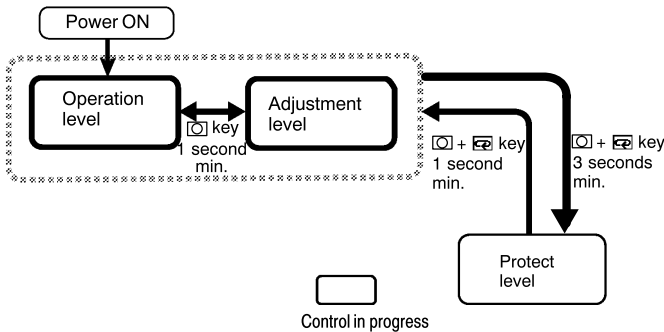 Power ON
Operation
level
Adjustment
level
key
1 second
min.
+ key
1 second
min.
+ key
3 seconds
min.
Protect
level
Control in progress